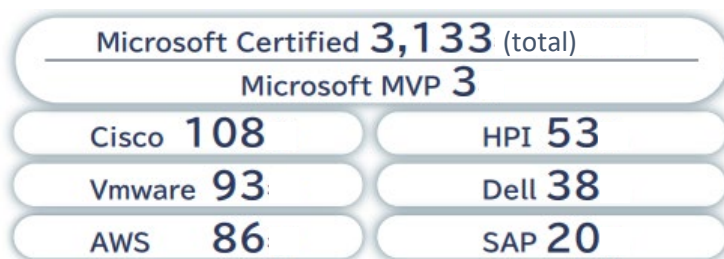 Microsoft Certified 3,133 (total)
Microsoft MVP 3
Cisco 108
HPI 53
Vmware 93
Dell 38
AWS 86
SAP 20